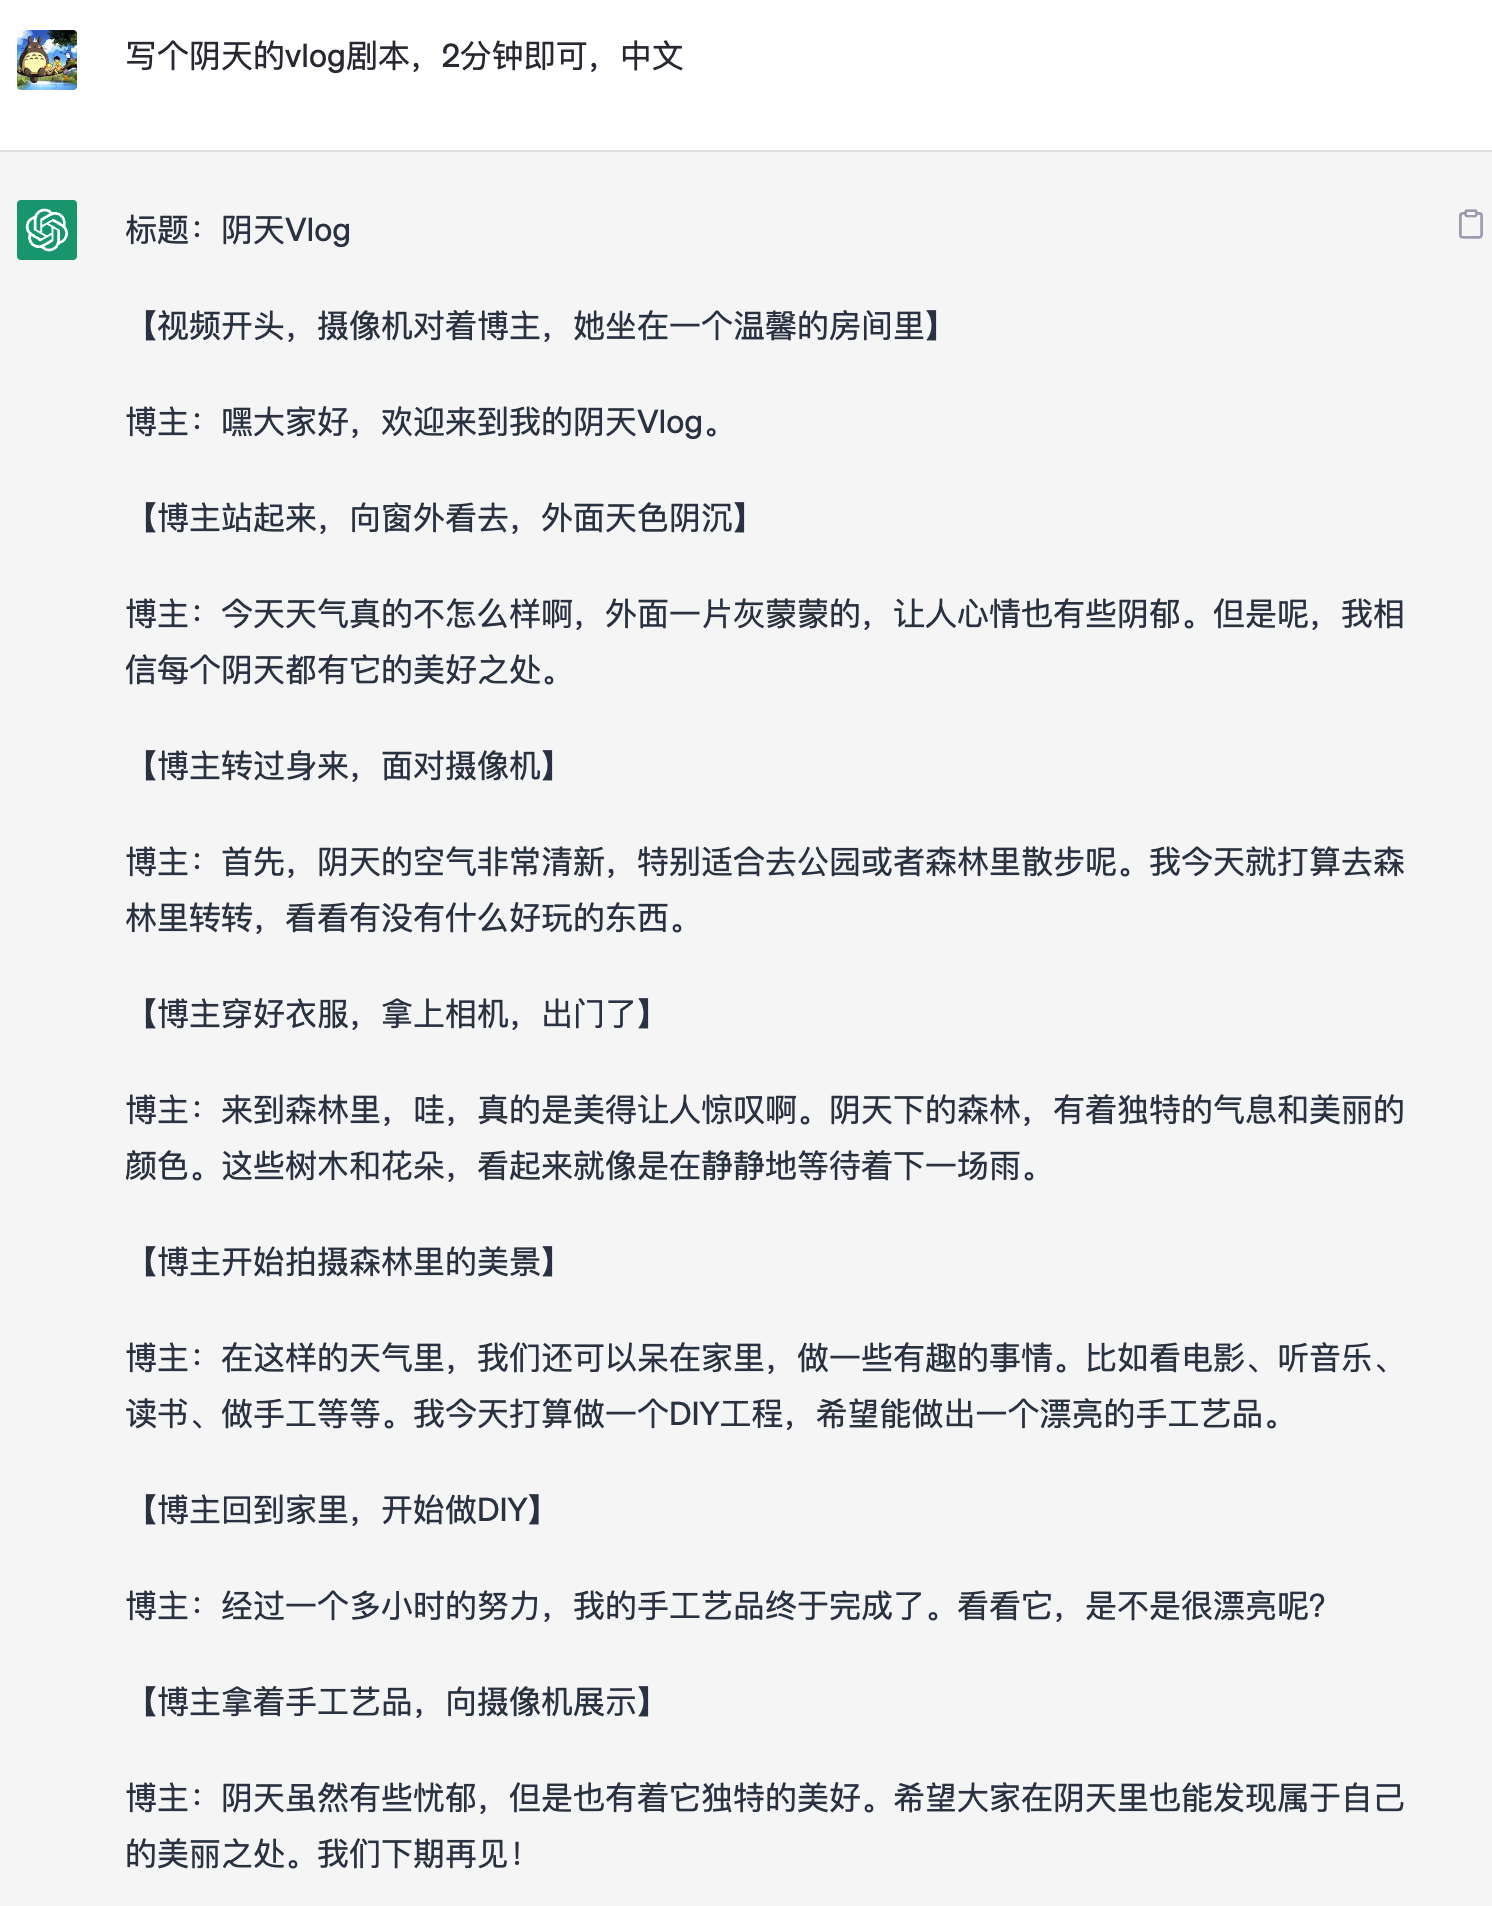 写个阴天的vlog剧本，2分钟即可，中文
标题：阴天Vlog
【视频开头，摄像机对着博主，她坐在一个温馨的房间里】
博主：嘿大家好，欢迎来到我的阴天Vlog。
【博主站起来，向窗外看去，外面天色阴沉】
博主：今天天气真的不怎么样啊，外面一片灰蒙蒙的，让人心情也有些阴郁。但是呢，我相
信每个阴天都有它的美好之处。
【博主转过身来，面对摄像机】
博主：首先，阴天的空气非常清新，特别适合去公园或者森林里散步呢。我今天就打算去森
林里转转，看看有没有什么好玩的东西。
【博主穿好衣服，拿上相机，出门了】
博主：来到森林里，哇，真的是美得让人惊叹啊。阴天下的森林，有着独特的气息和美丽的
颜色。这些树木和花朵，看起来就像是在静静地等待着下一场雨。
【博主开始拍摄森林里的美景】
博主：在这样的天气里，我们还可以呆在家里，做一些有趣的事情。比如看电影、听音乐、
读书、做手工等等。我今天打算做一个DIY工程，希望能做出一个漂亮的手工艺品。
【博主回到家里，开始做DIY】
博主：经过一个多小时的努力，我的手工艺品终于完成了。看看它，是不是很漂亮呢？
【博主拿着手工艺品，向摄像机展示】
博主：阴天虽然有些忧郁，但是也有着它独特的美好。希望大家在阴天里也能发现属于自己
的美丽之处。我们下期再见！